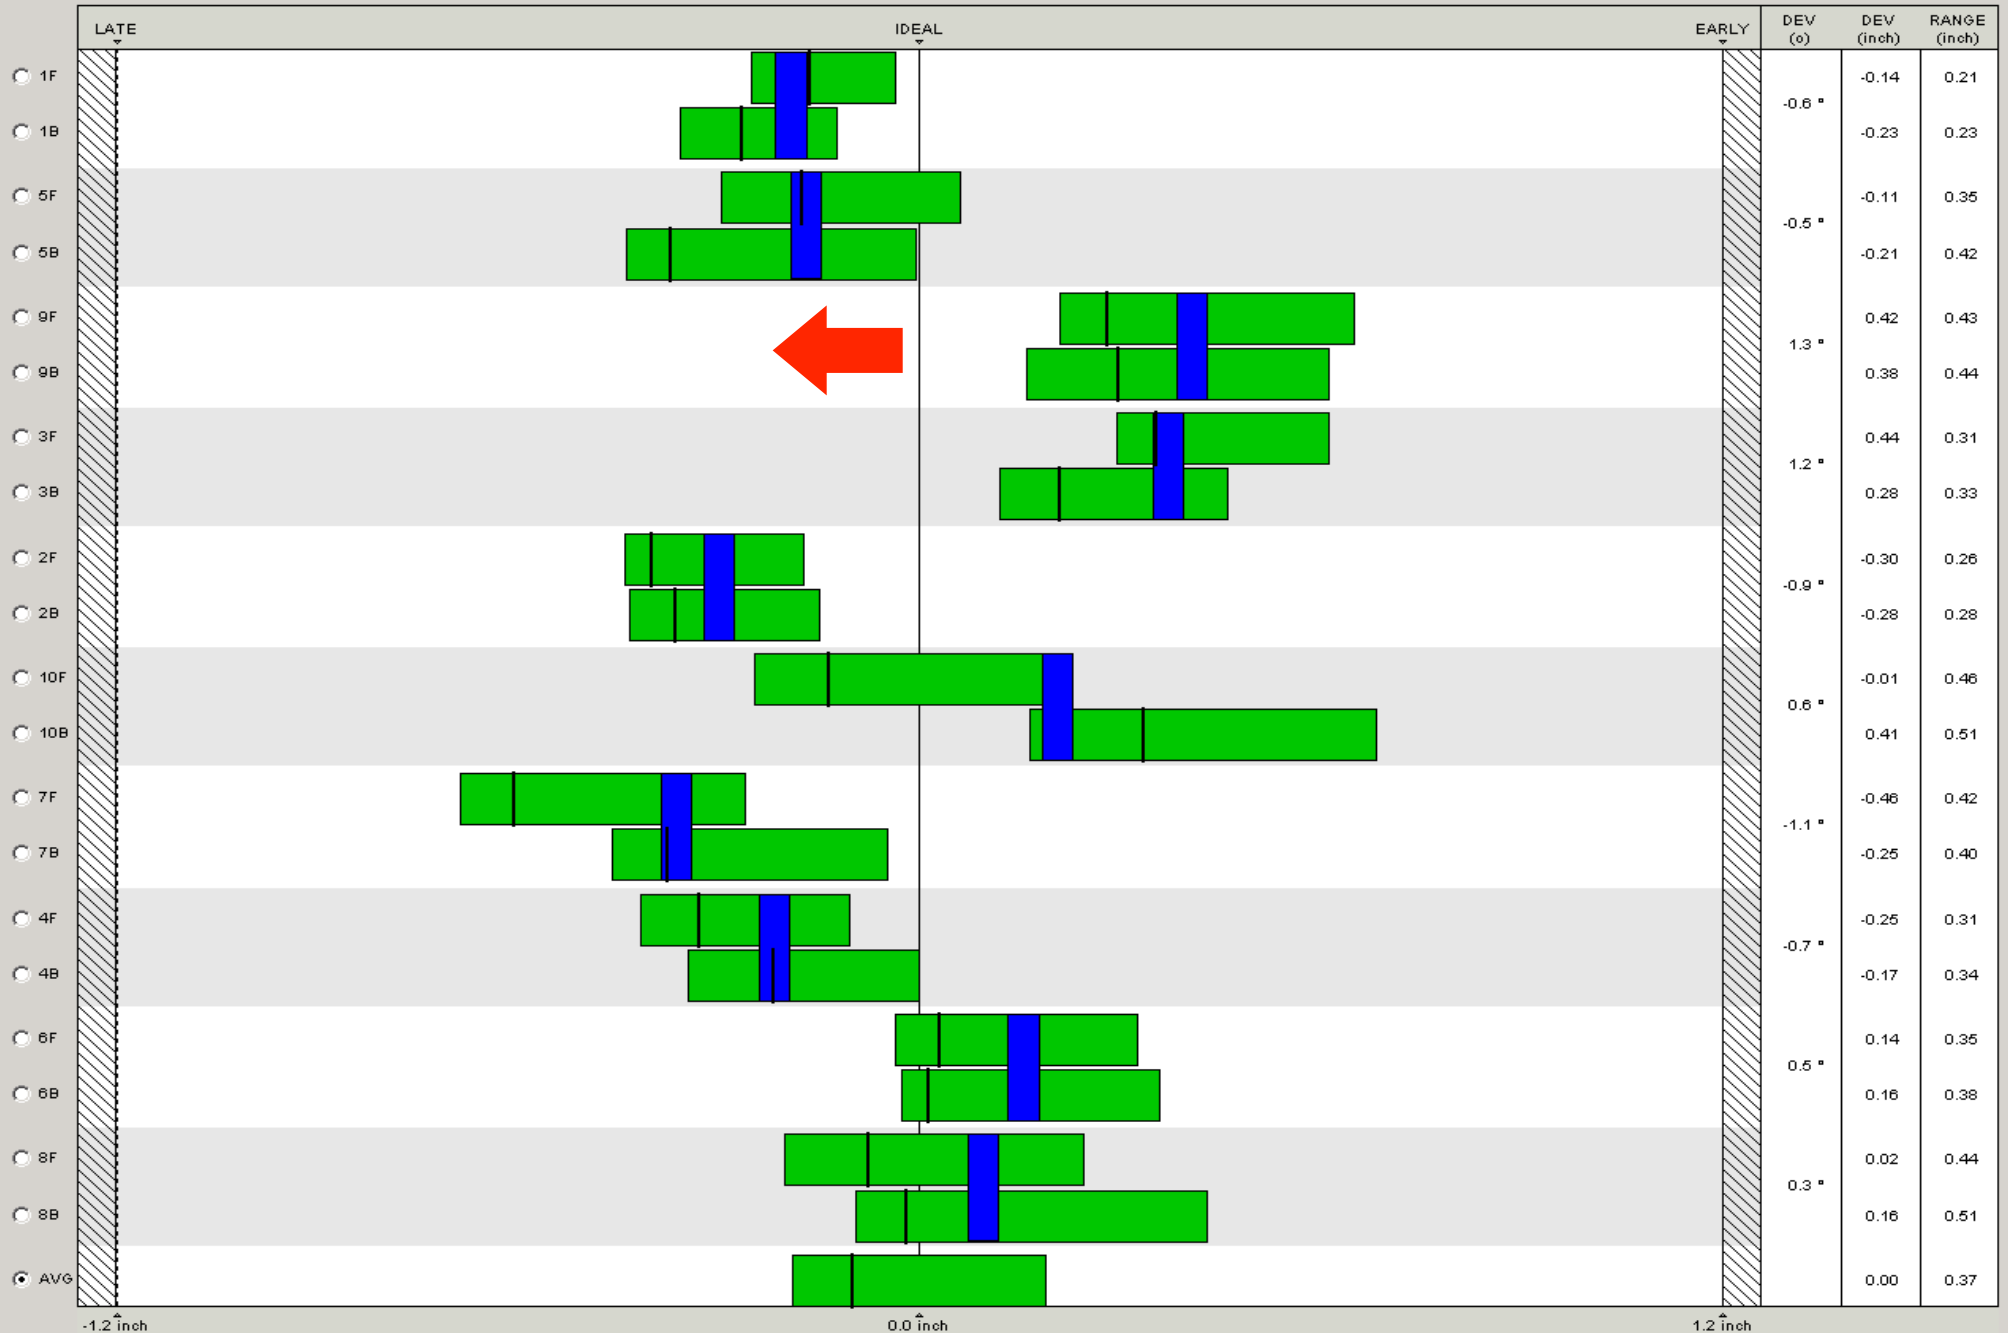 LATE IDEAL EARLY DEV (o) DEV (inch) RANGE (inch)
1F -0.14 0.21
-0.6 °
1B -0.23 0.23
5F -0.11 0.35
-0.5 °
5B -0.21 0.42
9F 0.42 0.43
1.3 °
9B 0.38 0.44
3F 0.44 0.31
1.2 °
3B 0.28 0.33
2F -0.30 0.26
-0.9 °
2B -0.28 0.28
10F -0.01 0.46
0.6 °
10B 0.41 0.51
7F -0.46 0.42
-1.1 °
7B -0.25 0.40
4F -0.25 0.31
-0.7 °
4B -0.17 0.34
6F 0.14 0.35
0.5 °
6B 0.16 0.38
8F 0.02 0.44
0.3 °
8B 0.16 0.51
AVG 0.00 0.37
-1.2 inch 0.0 inch 1.2 inch